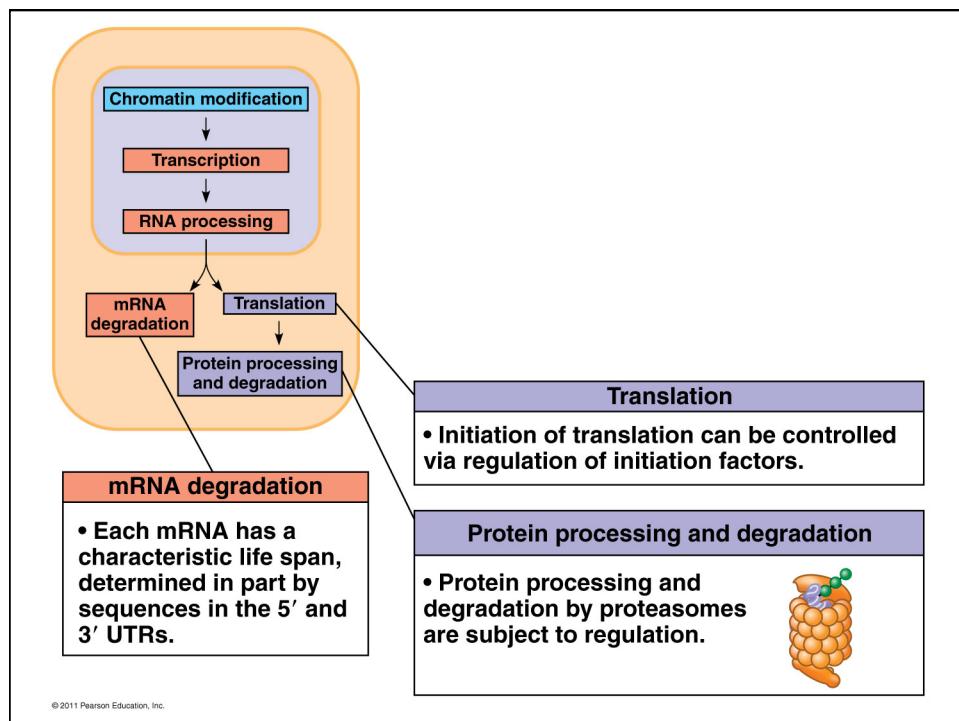 Chromatin modification
Transcription
RNA processing
mRNA
degradation
Translation
Protein processing
and degradation
Translation
• Initiation of translation can be controlled
via regulation of initiation factors.
mRNA degradation
• Each mRNA has a
characteristic life span,
determined in part by
sequences in the 5′ and
3′ UTRs.
Protein processing and degradation
• Protein processing and
degradation by proteasomes
are subject to regulation.
© 2011 Pearson Education, Inc.